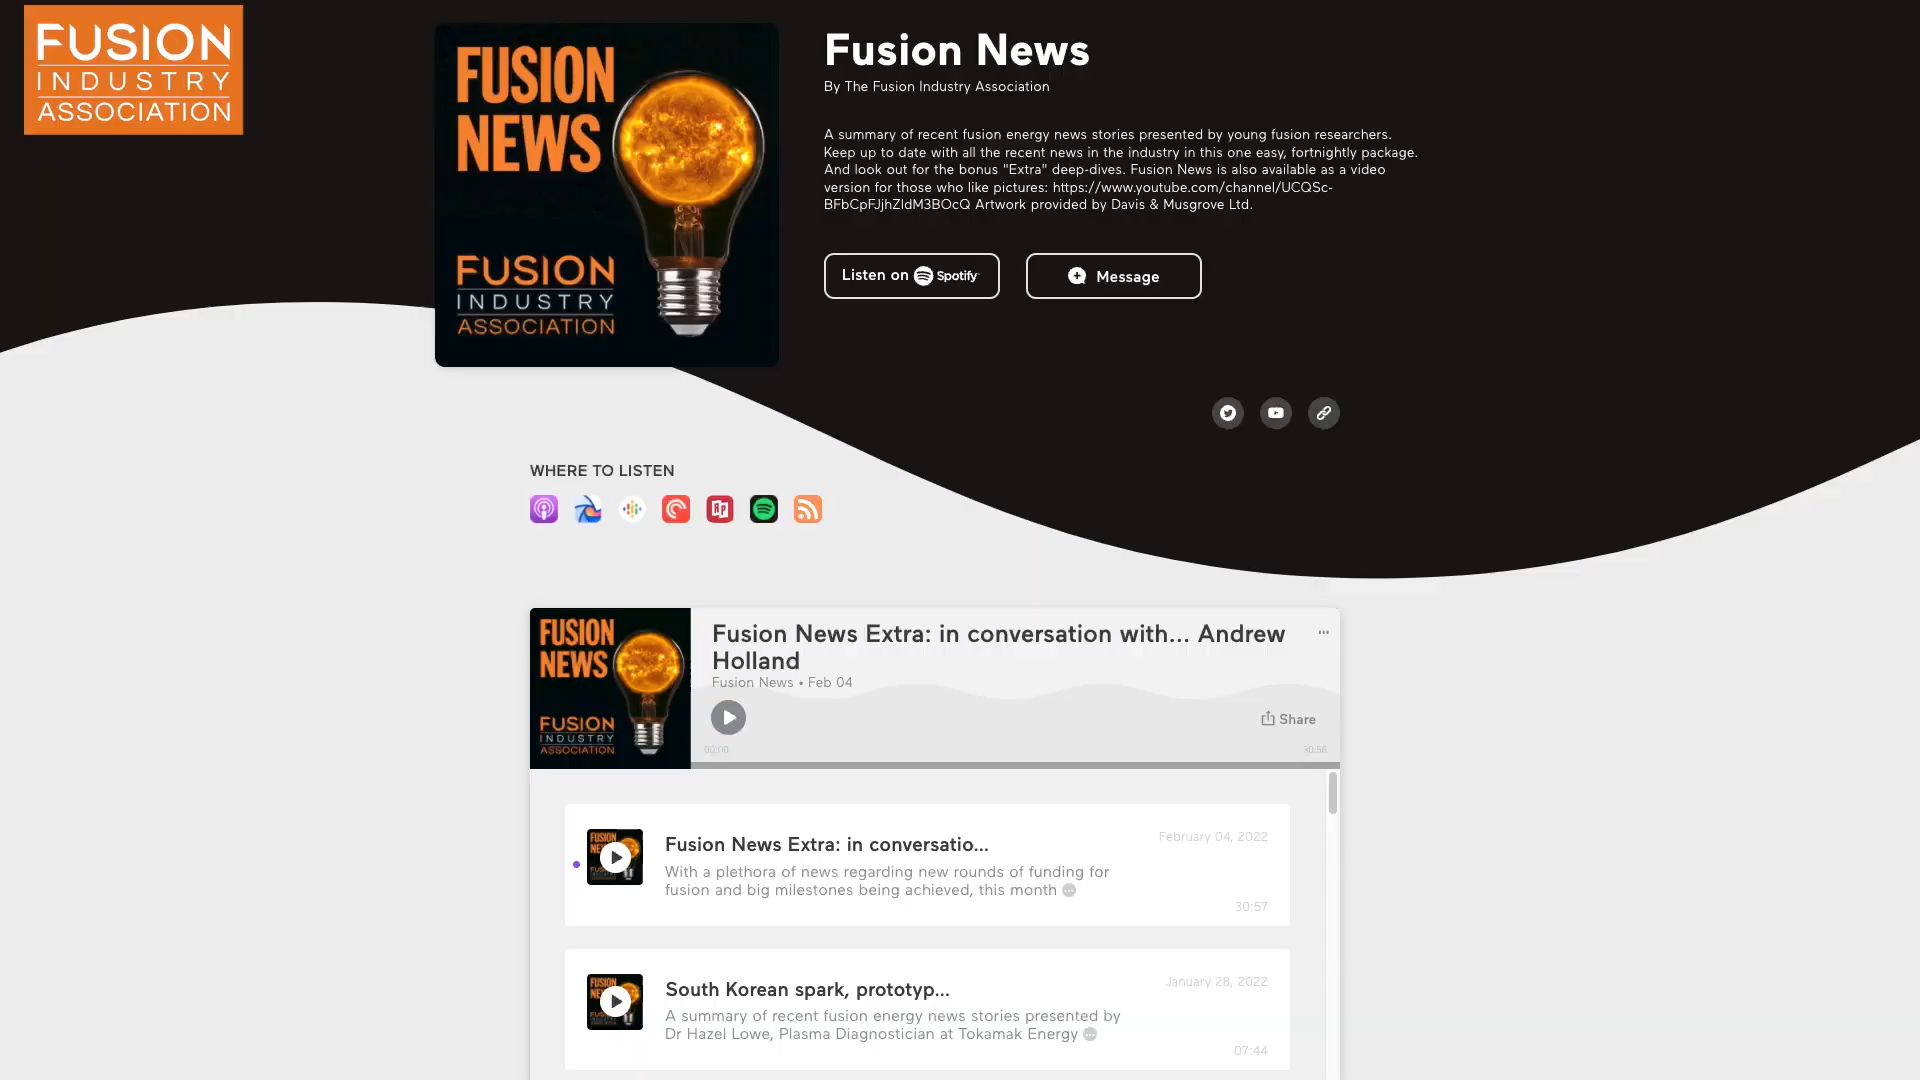 FUSION
INDUSTRY
ASSOCIATION
FUSION
NEWS
FUSION
INDUSTRY
ASSOCIATION
Fusion News
By The Fusion Industry Association
A summary of recent fusion energy news stories presented by young fusion researchers.
Keep up to date with all the recent news in the industry in this one easy, fortnightly package.
And look out for the bonus "Extra" deep-dives. Fusion News is also available as a video
version for those who like pictures: https://www.youtube.com/channel/UCQSc-
BFbCpFJjhZldM3BOcQ Artwork provided by Davis & Musgrove Ltd.
Listen on Spotify
Message
WHERE TO LISTEN
FUSION
NEWS
FUSION
INDUSTRY
ASSOCIATION
Fusion News Extra: in conversation with... Andrew
Holland
Fusion News • Feb 04
Share
00:00
30:56
Fusion News Extra: in conversatio...
February 04, 2022
With a plethora of news regarding new rounds of funding for
fusion and big milestones being achieved, this month
30:57
South Korean spark, prototyp...
January 28, 2022
A summary of recent fusion energy news stories presented by
Dr Hazel Lowe, Plasma Diagnostician at Tokamak Energy
07:44